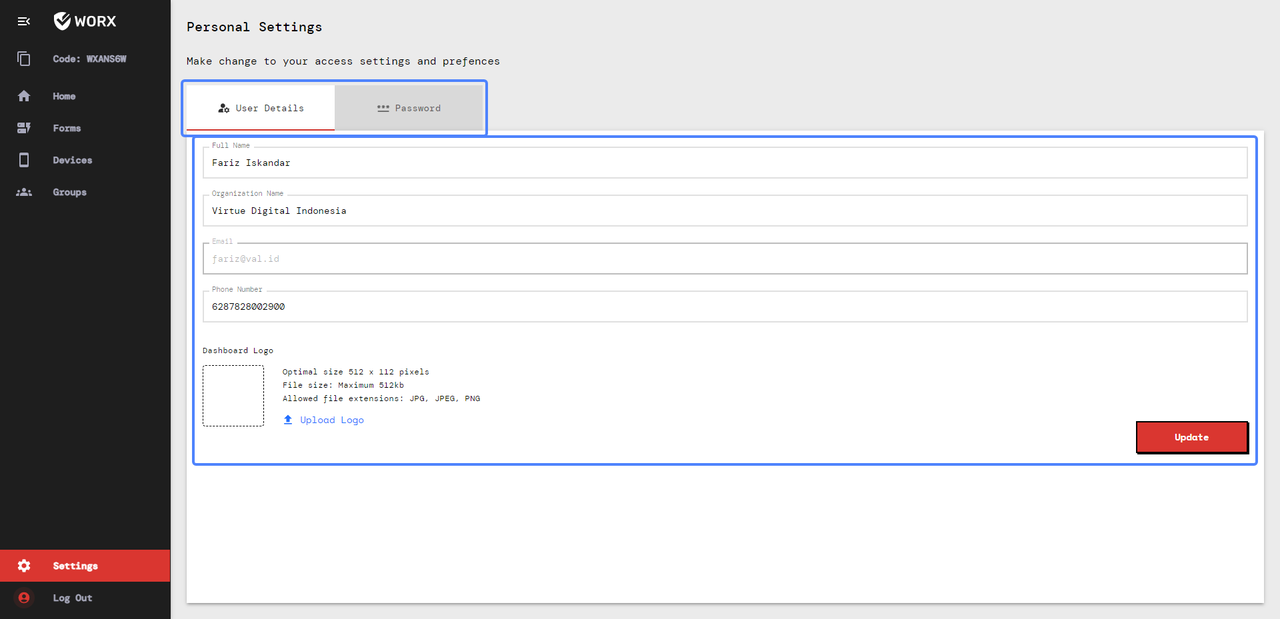 WORX
Code: WXANS6W
Home
Forms
Devices
Groups
Settings
Log Out
Personal Settings
Make change to your access settings and prefences
User Details
Password
Full Name
Fariz Iskandar
Organization Name
Virtue Digital Indonesia
Email
fariz@val.id
Phone Number
6287828002900
Dashboard Logo
Optimal size 512 x 112 pixels
File size: Maximum 512kb
Allowed file extensions: JPG, JPEG, PNG
Upload Logo
Update